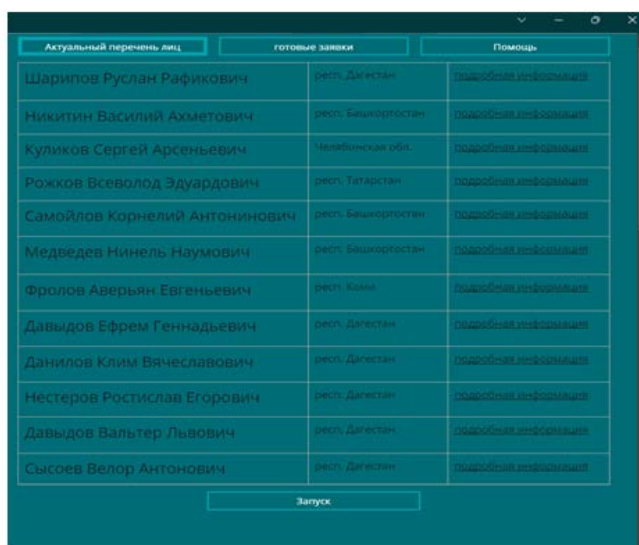 Актуальный перечень лиц готовые заявки Помощь
Шарипов Руслан Рафикович респ. Дагестан подробная информация
Никитин Василий Ахметович респ. Башкортостан подробная информация
Куликов Сергей Арсеньевич Челябинская обл. подробная информация
Рожков Всеволод Эдуардович респ. Татарстан подробная информация
Самойлов Корнелий Антонинович респ. Башкортостан подробная информация
Медведев Нинель Наумович респ. Башкортостан подробная информация
Фролов Аверьян Евгеньевич респ. Коми подробная информация
Давыдов Ефрем Геннадьевич респ. Дагестан подробная информация
Данилов Клим Вячеславович респ. Дагестан подробная информация
Нестеров Ростислав Егорович респ. Дагестан подробная информация
Давыдов Вальтер Львович респ. Дагестан подробная информация
Сысоев Велор Антонович респ. Дагестан подробная информация
Запуск